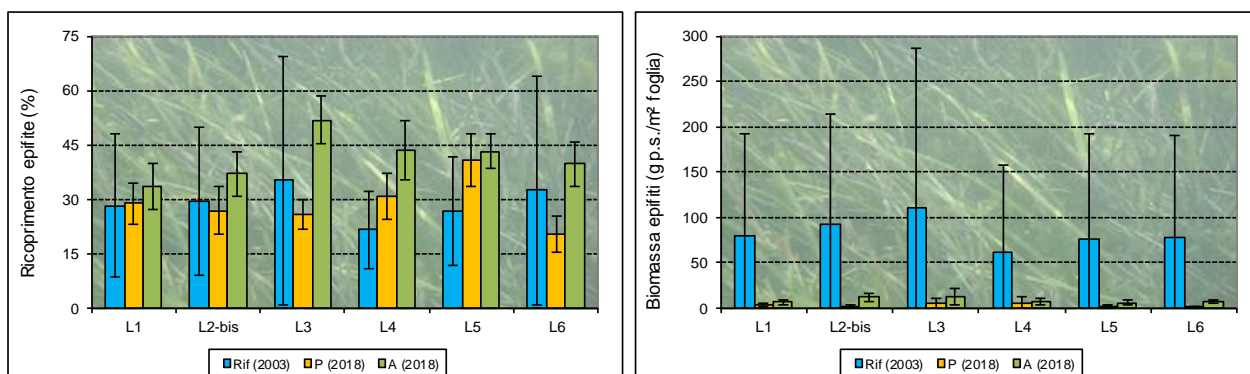 Ricoprimento epifite (%)
75
60
45
30
15
0
L1 L2-bis L3 L4 L5 L6
Rif (2003) P (2018) A (2018)
Biomassa epifiti (g p.s./m² foglia)
300
250
200
150
100
50
0
L1 L2-bis L3 L4 L5 L6
Rif (2003) P (2018) A (2018)